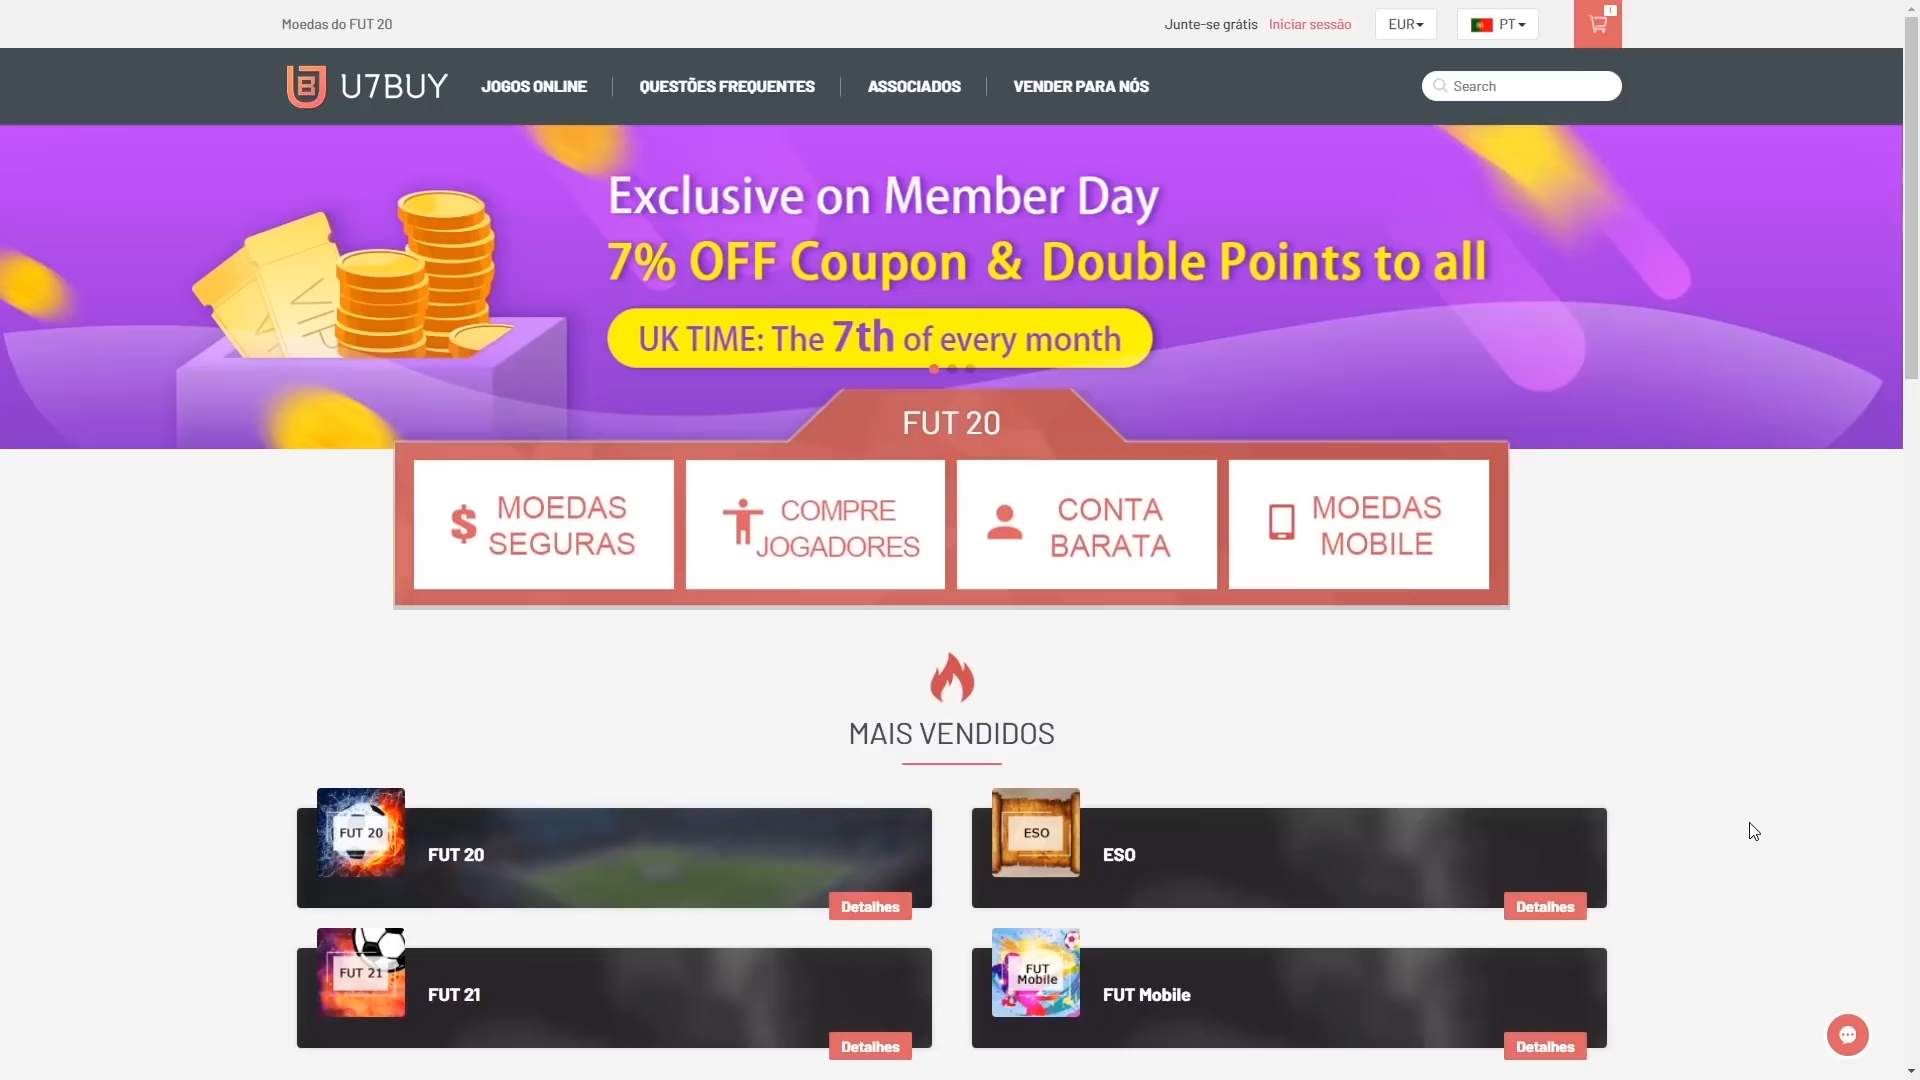 Moedas do FUT 20
Junte-se grátis Iniciar sessão
EUR
PT
1
U7BUY
JOGOS ONLINE
QUESTÕES FREQUENTES
ASSOCIADOS
VENDER PARA NÓS
Search
VIP
Exclusive on Member Day
7% OFF Coupon & Double Points to all
UK TIME: The 7th of every month
FUT 20
MOEDAS
SEGURAS
COMPRE
JOGADORES
CONTA
BARATA
MOEDAS
MOBILE
MAIS VENDIDOS
FUT 20
FUT 20
Detalhes
ESO
ESO
Detalhes
FUT 21
FUT 21
Detalhes
FUT
Mobile
FUT Mobile
Detalhes